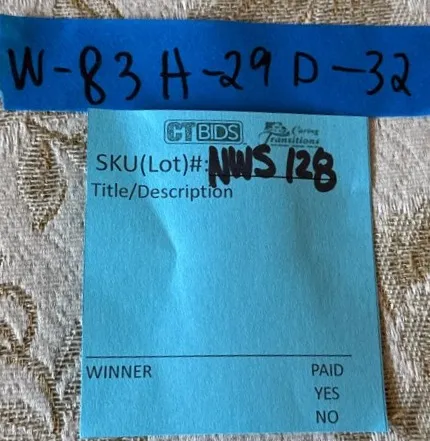 W-83 H-29 D-32
CTBIDS Caring Transitions
SKU(Lot)#: NWS 128
Title/Description
WINNER PAID
YES
NO